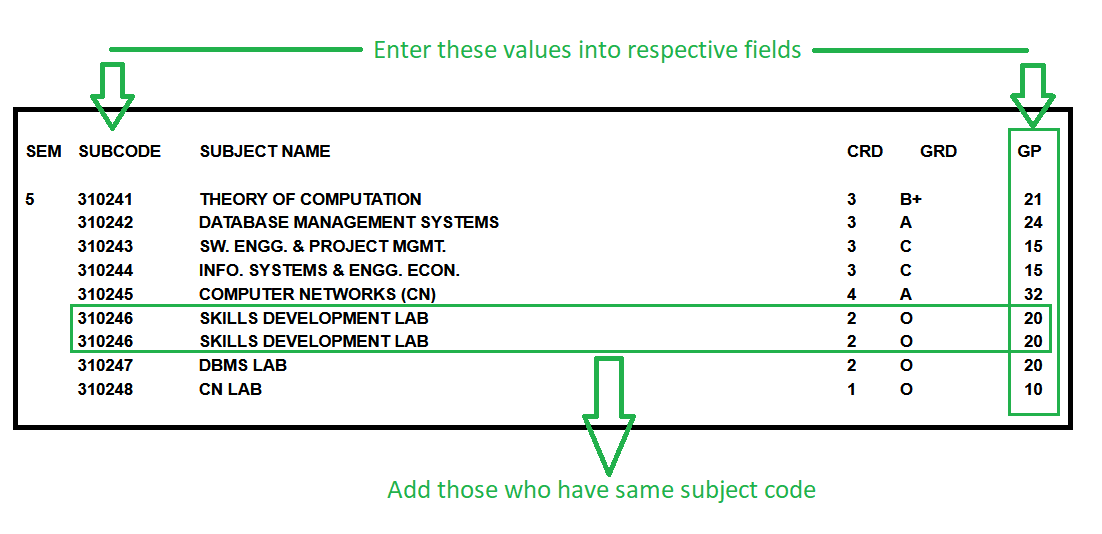 Enter these values into respective fields
SEM SUBCODE SUBJECT NAME CRD GRD GP
5 310241 THEORY OF COMPUTATION 3 B+ 21
310242 DATABASE MANAGEMENT SYSTEMS 3 A 24
310243 SW. ENGG. & PROJECT MGMT. 3 C 15
310244 INFO. SYSTEMS & ENGG. ECON. 3 C 15
310245 COMPUTER NETWORKS (CN) 4 A 32
310246 SKILLS DEVELOPMENT LAB 2 O 20
310246 SKILLS DEVELOPMENT LAB 2 O 20
310247 DBMS LAB 2 O 20
310248 CN LAB 1 O 10
Add those who have same subject code